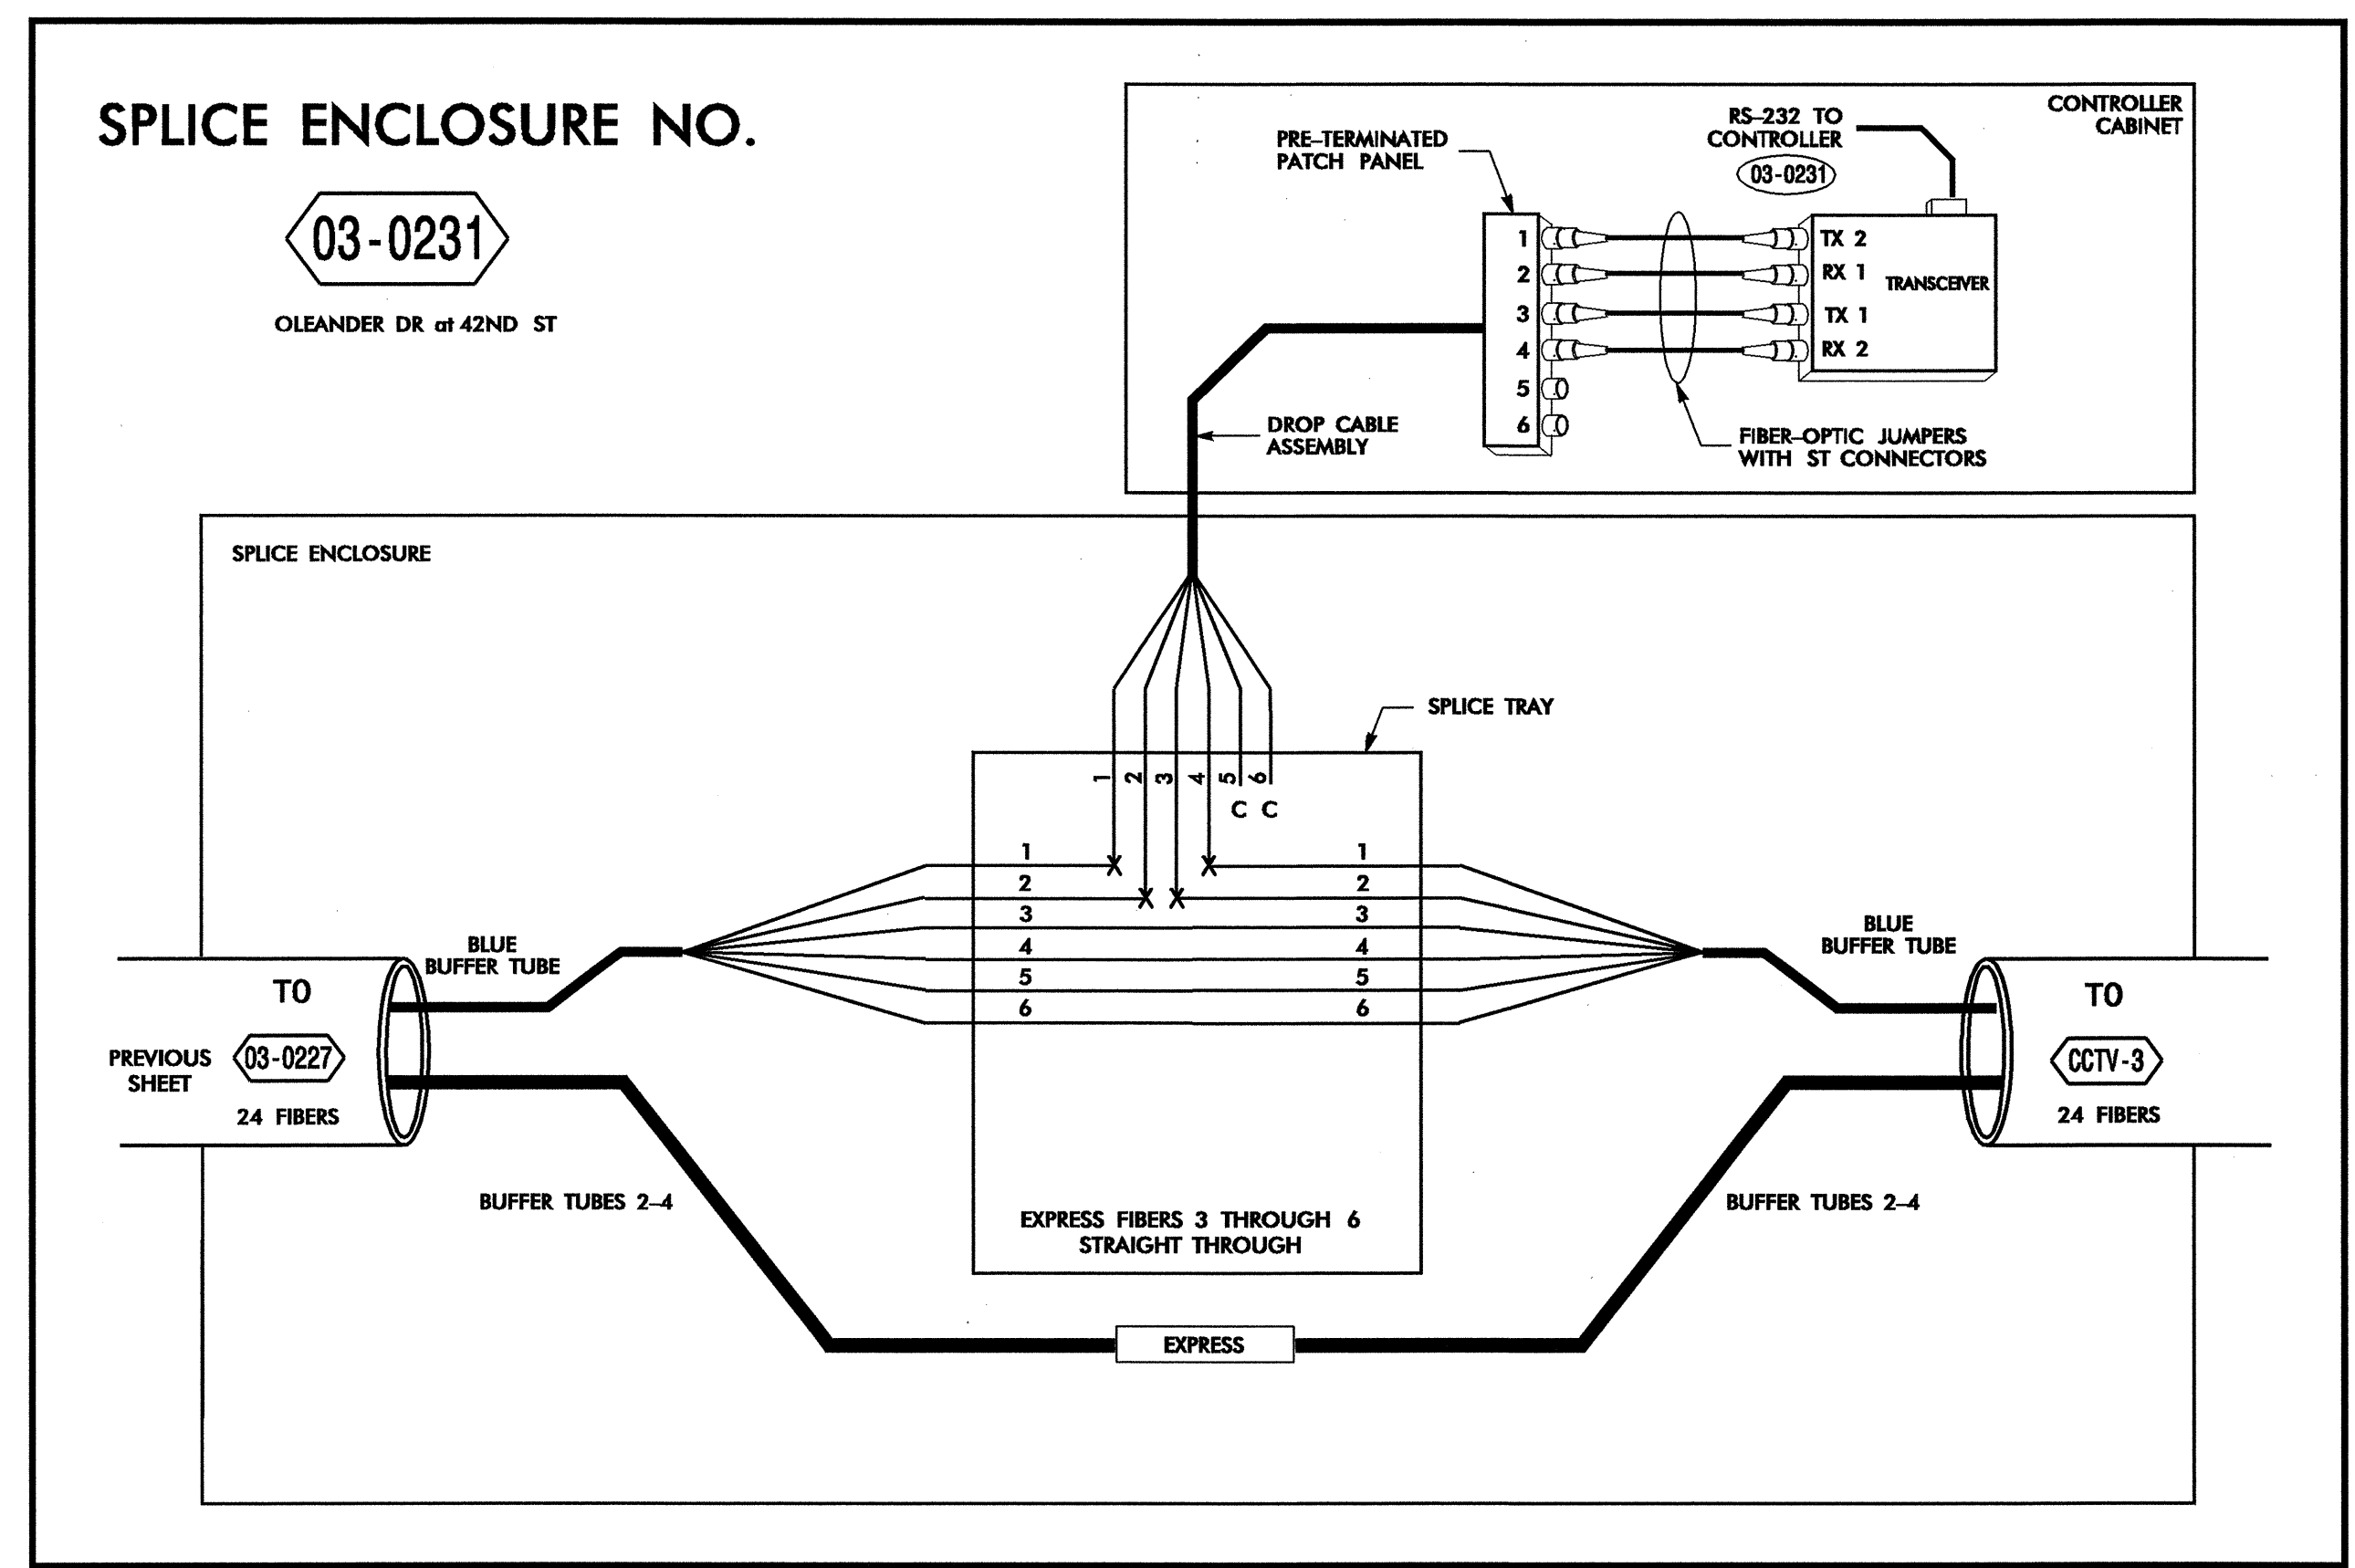 SPLICE ENCLOSURE NO.
03-0231
OLEANDER DR at 42ND ST
CONTROLLER
CABINET
RS-232 TO
CONTROLLER
03-0231
PRE-TERMINATED
PATCH PANEL
1
2
3
4
5
6
TX 2
RX 1
TX 1
RX 2
TRANSCEIVER
DROP CABLE
ASSEMBLY
FIBER-OPTIC JUMPERS
WITH ST CONNECTORS
SPLICE ENCLOSURE
SPLICE TRAY
1 2 3 4 5 6
C C
1 1
2 2
3 3
4 4
5 5
6 6
BLUE
BUFFER TUBE
TO
PREVIOUS
SHEET
03-0227
24 FIBERS
BLUE
BUFFER TUBE
TO
CCTV-3
24 FIBERS
BUFFER TUBES 2-4
BUFFER TUBES 2-4
EXPRESS FIBERS 3 THROUGH 6
STRAIGHT THROUGH
EXPRESS